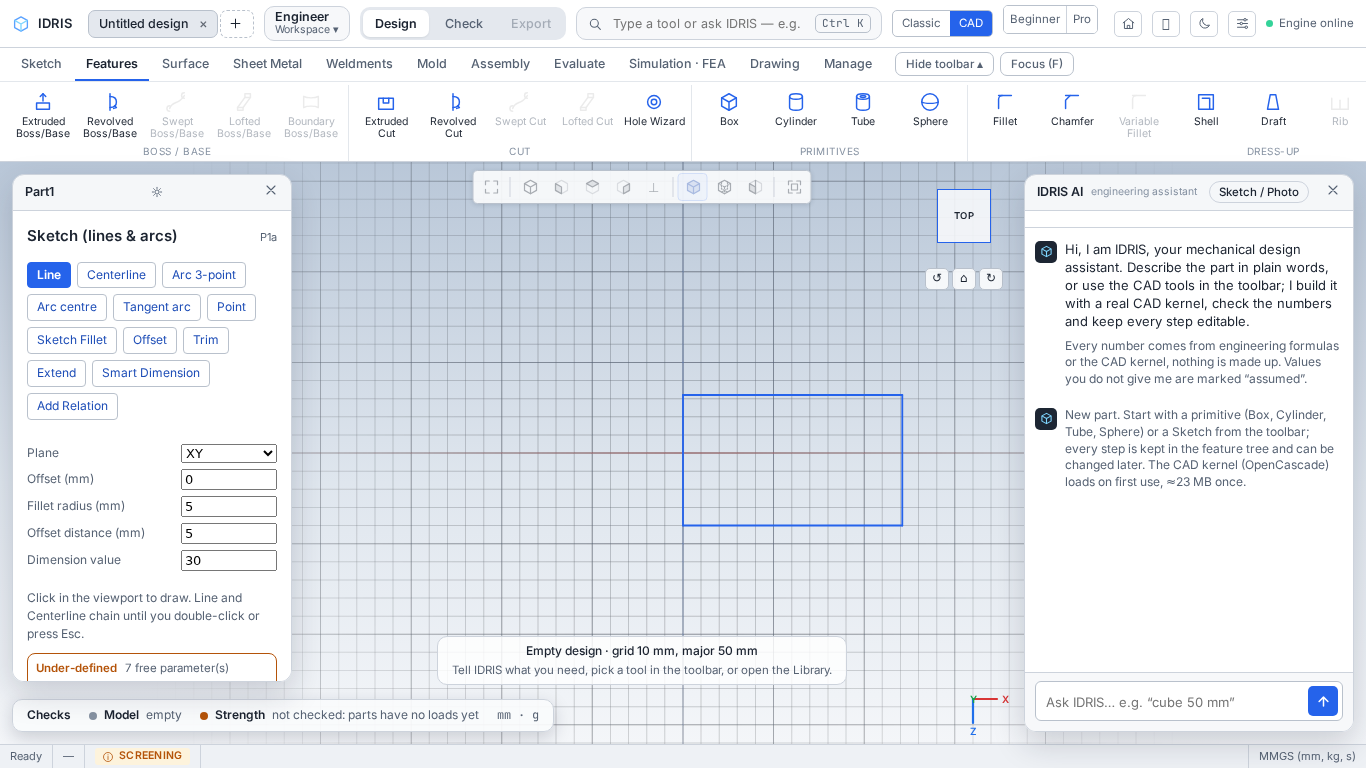 IDRIS
Untitled design ×
+
Engineer
Workspace ▾
Design
Check
Export
Type a tool or ask IDRIS — e.g.
Ctrl K
Classic
CAD
Beginner
Pro
Engine online
Sketch
Features
Surface
Sheet Metal
Weldments
Mold
Assembly
Evaluate
Simulation · FEA
Drawing
Manage
Hide toolbar ▴
Focus (F)
Extruded Boss/Base
Revolved Boss/Base
Swept Boss/Base
Lofted Boss/Base
Boundary Boss/Base
BOSS / BASE
Extruded Cut
Revolved Cut
Swept Cut
Lofted Cut
Hole Wizard
CUT
Box
Cylinder
Tube
Sphere
PRIMITIVES
Fillet
Chamfer
Variable Fillet
Shell
Draft
Rib
DRESS-UP
Part1
Sketch (lines & arcs)
P1a
Line
Centerline
Arc 3-point
Arc centre
Tangent arc
Point
Sketch Fillet
Offset
Trim
Extend
Smart Dimension
Add Relation
Plane
XY
Offset (mm)
0
Fillet radius (mm)
5
Offset distance (mm)
5
Dimension value
30
Click in the viewport to draw. Line and
Centerline chain until you double-click or
press Esc.
Under-defined 7 free parameter(s)
TOP
Empty design · grid 10 mm, major 50 mm
Tell IDRIS what you need, pick a tool in the toolbar, or open the Library.
Y
X
Z
IDRIS AI engineering assistant
Sketch / Photo
Hi, I am IDRIS, your mechanical design
assistant. Describe the part in plain words,
or use the CAD tools in the toolbar; I build it
with a real CAD kernel, check the numbers
and keep every step editable.
Every number comes from engineering formulas
or the CAD kernel, nothing is made up. Values
you do not give me are marked “assumed”.
New part. Start with a primitive (Box, Cylinder,
Tube, Sphere) or a Sketch from the toolbar;
every step is kept in the feature tree and can be
changed later. The CAD kernel (OpenCascade)
loads on first use, ≈23 MB once.
Ask IDRIS... e.g. “cube 50 mm”
Checks
Model empty
Strength not checked: parts have no loads yet
mm · g
Ready
—
SCREENING
MMGS (mm, kg, s)